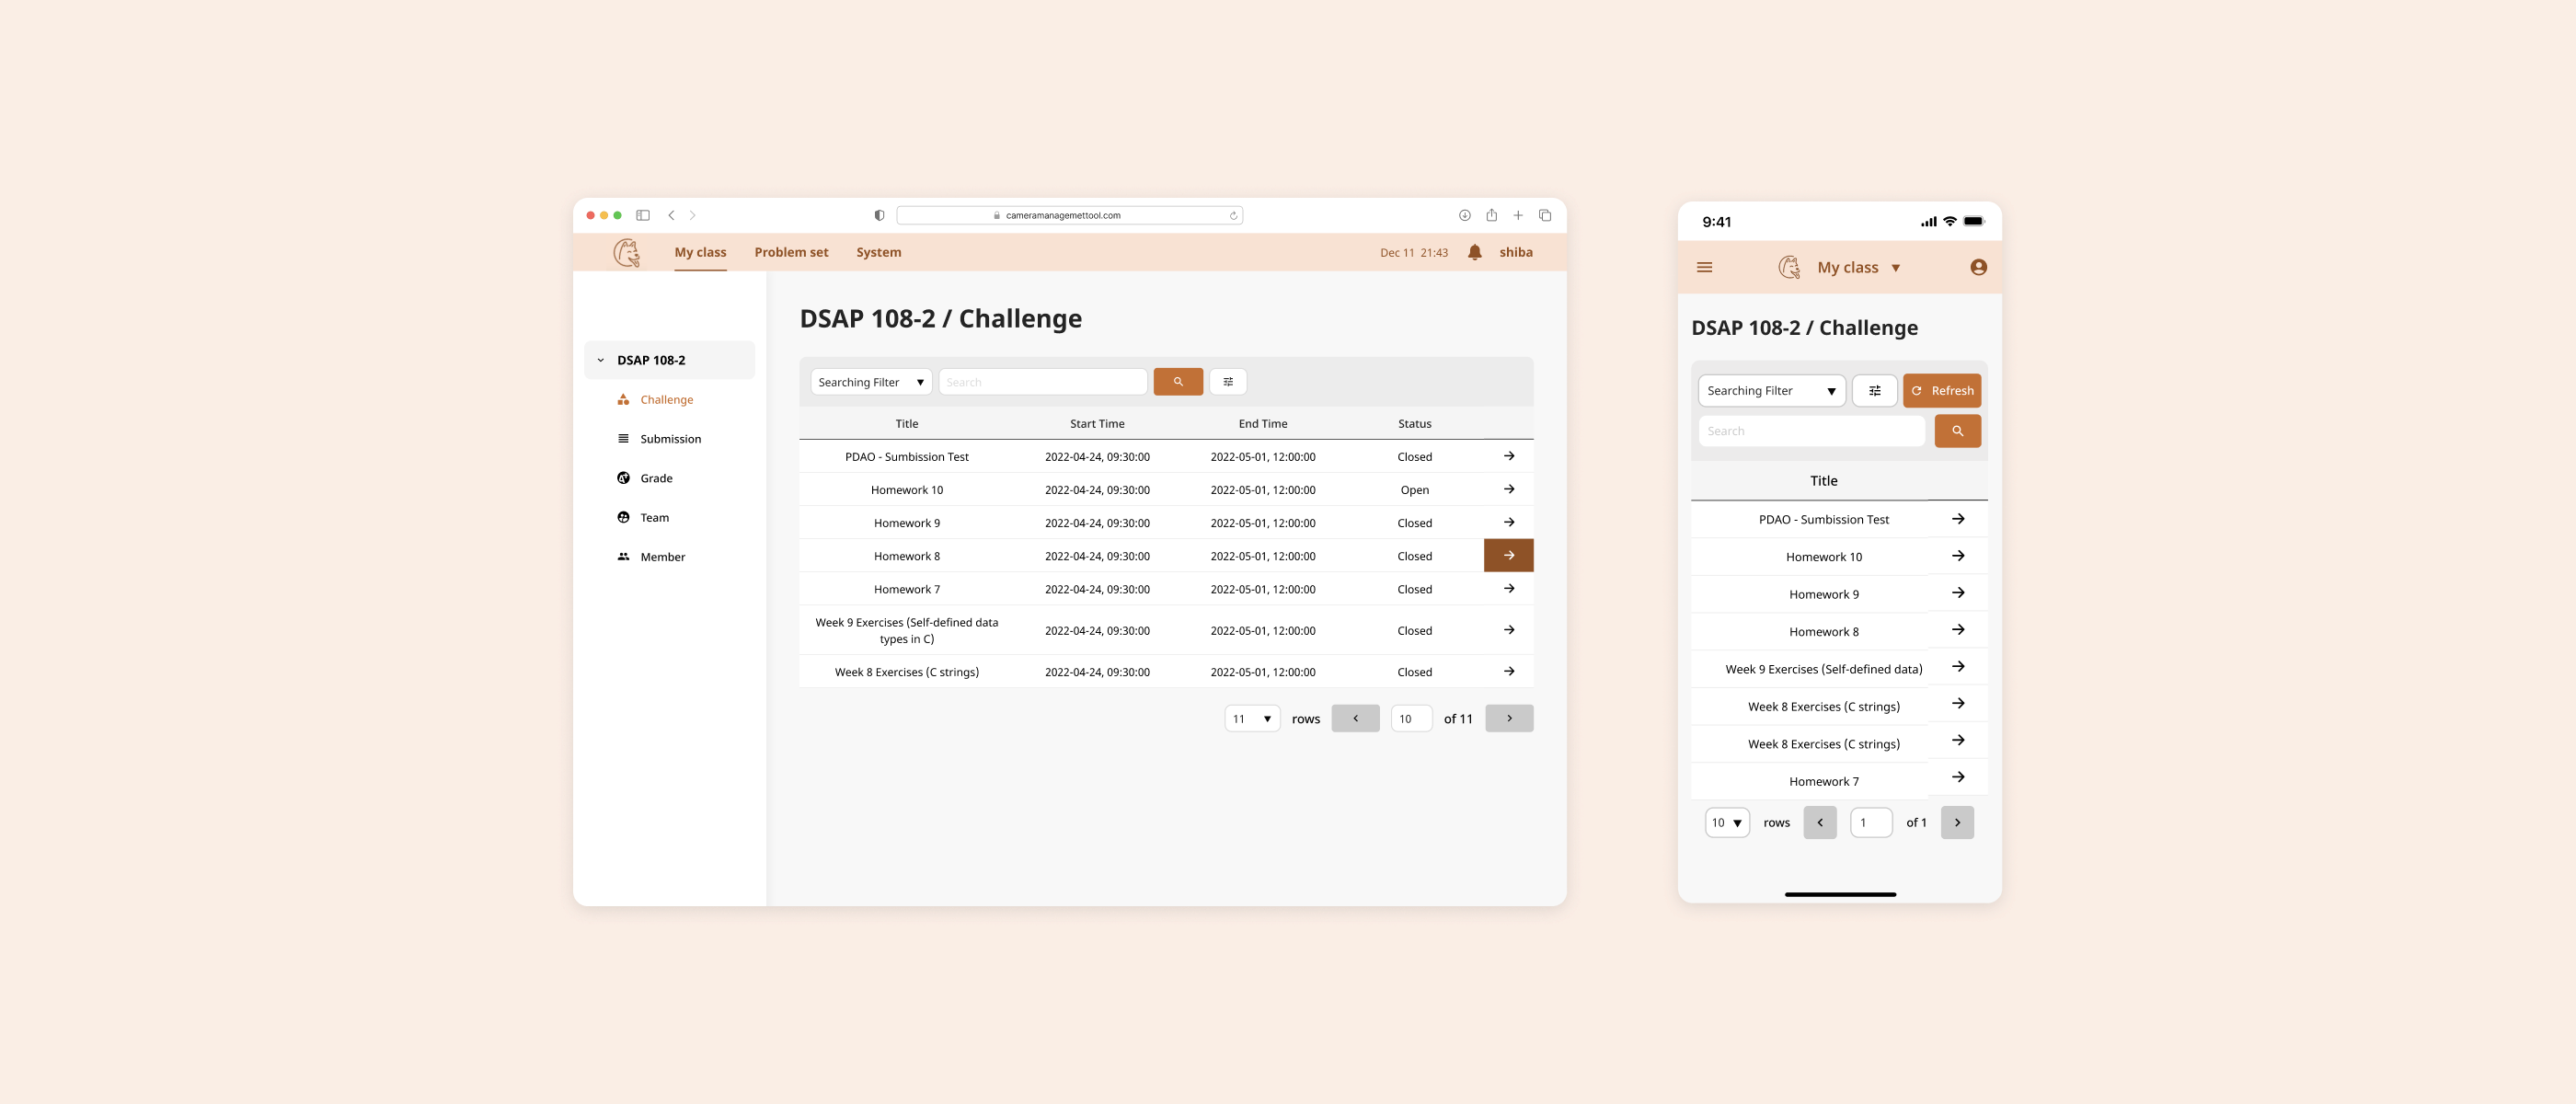 cameramanagemettool.com
My class Problem set System Dec 11 21:43 shiba
DSAP 108-2
Challenge
Submission
Grade
Team
Member
DSAP 108-2 / Challenge
Searching Filter Search
Title Start Time End Time Status
PDAO - Sumbission Test 2022-04-24, 09:30:00 2022-05-01, 12:00:00 Closed
Homework 10 2022-04-24, 09:30:00 2022-05-01, 12:00:00 Open
Homework 9 2022-04-24, 09:30:00 2022-05-01, 12:00:00 Closed
Homework 8 2022-04-24, 09:30:00 2022-05-01, 12:00:00 Closed
Homework 7 2022-04-24, 09:30:00 2022-05-01, 12:00:00 Closed
Week 9 Exercises (Self-defined data
types in C) 2022-04-24, 09:30:00 2022-05-01, 12:00:00 Closed
Week 8 Exercises (C strings) 2022-04-24, 09:30:00 2022-05-01, 12:00:00 Closed
11 rows 10 of 11
9:41
My class
DSAP 108-2 / Challenge
Searching Filter Refresh
Search
Title
PDAO - Sumbission Test
Homework 10
Homework 9
Homework 8
Week 9 Exercises (Self-defined data)
Week 8 Exercises (C strings)
Week 8 Exercises (C strings)
Homework 7
10 rows 1 of 1